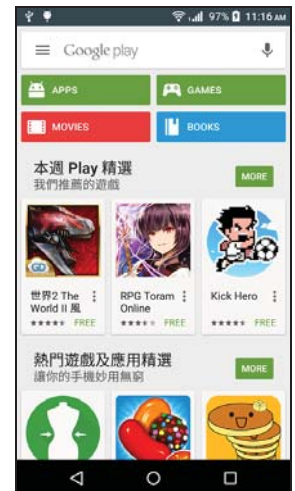 97% 11:16 AM
Google play
APPS
GAMES
MOVIES
BOOKS
本週 Play 精選
我們推薦的遊戲
MORE
世界2 The World II 風
RPG Toram Online
Kick Hero
FREE
FREE
FREE
熱門遊戲及應用精選
讓你的手機妙用無窮
MORE